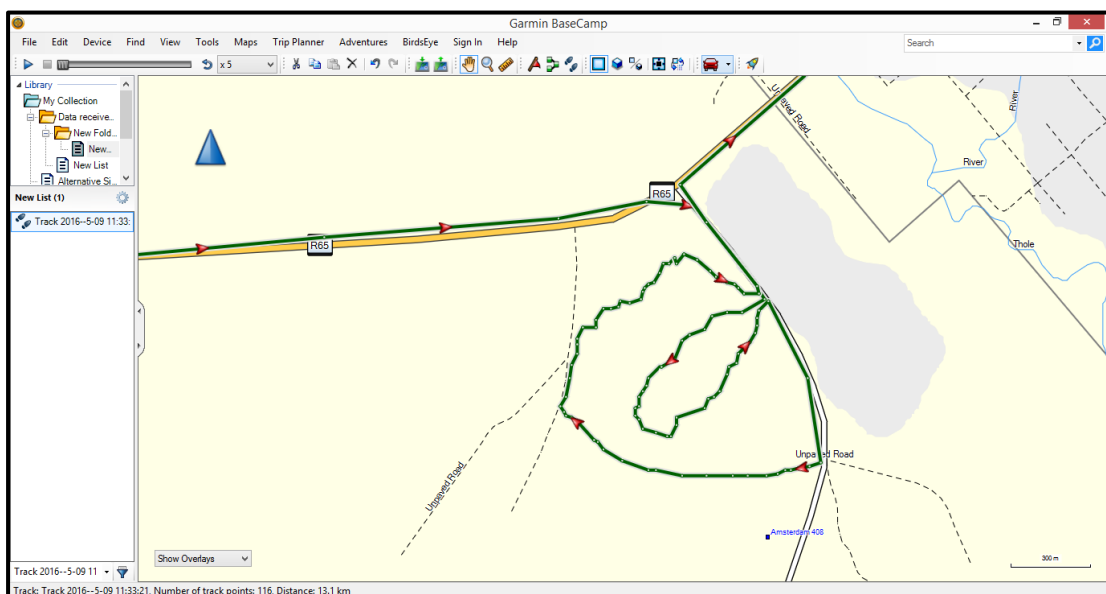 Garmin BaseCamp
File Edit Device Find View Tools Maps Trip Planner Adventures BirdsEye Sign In Help
Search
x 5
Library
My Collection
Data receive..
New Fold...
New..
New List
Alternative Si...
New List (1)
Track 2016--5-09 11:33:
Unpaved Road
River
River
R65
R65
Thole
Unpaved Road
Unpaved Road
Amsterdam 408
Show Overlays
300 m
Track 2016--5-09 11
Track: Track 2016--5-09 11:33:21, Number of track points: 116, Distance: 13.1 km